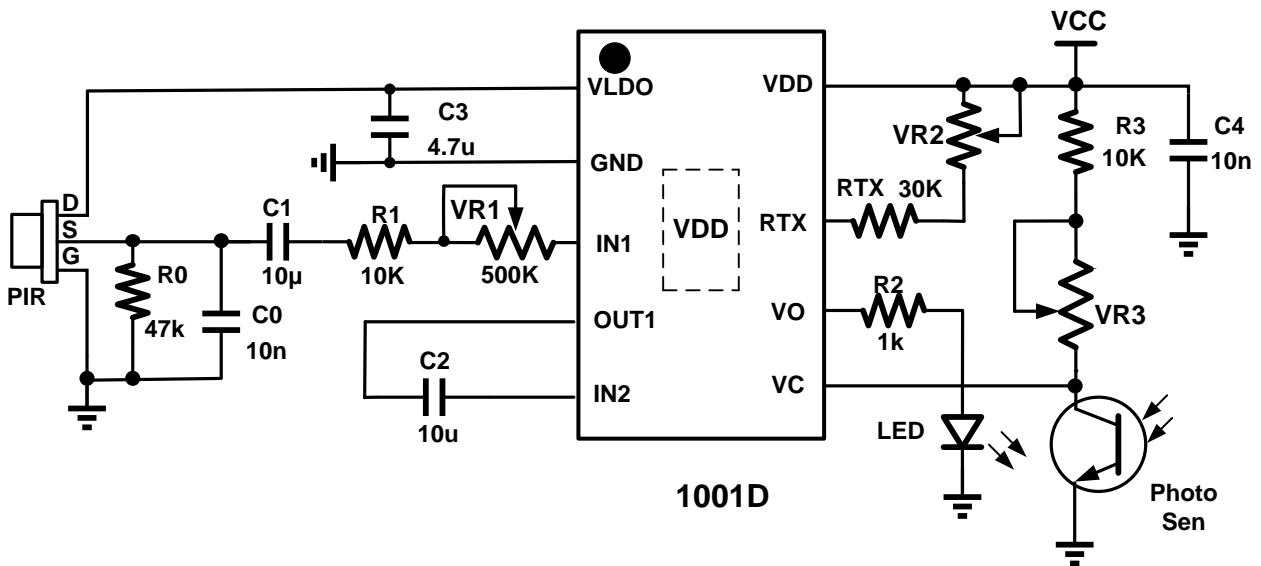 VCC
VLDO
VDD
C3
4.7u
VR2
R3
10K
C4
10n
GND
RTX 30K
D
S
G
PIR
C1
10µ
R1
10K
VR1
500K
IN1
VDD
RTX
R0
47k
C0
10n
OUT1
VO
R2
1k
VR3
C2
10u
IN2
VC
LED
1001D
Photo
Sen